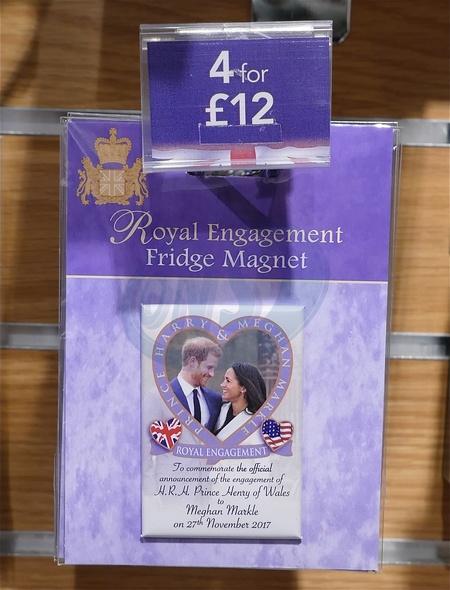 4 for
£12
Royal Engagement
Fridge Magnet
PRINCE HARRY & MEGHAN MARKLE
ROYAL ENGAGEMENT
To commemorate the official
announcement of the engagement of
H.R.H. Prince Henry of Wales
to
Meghan Markle
on 27th November 2017